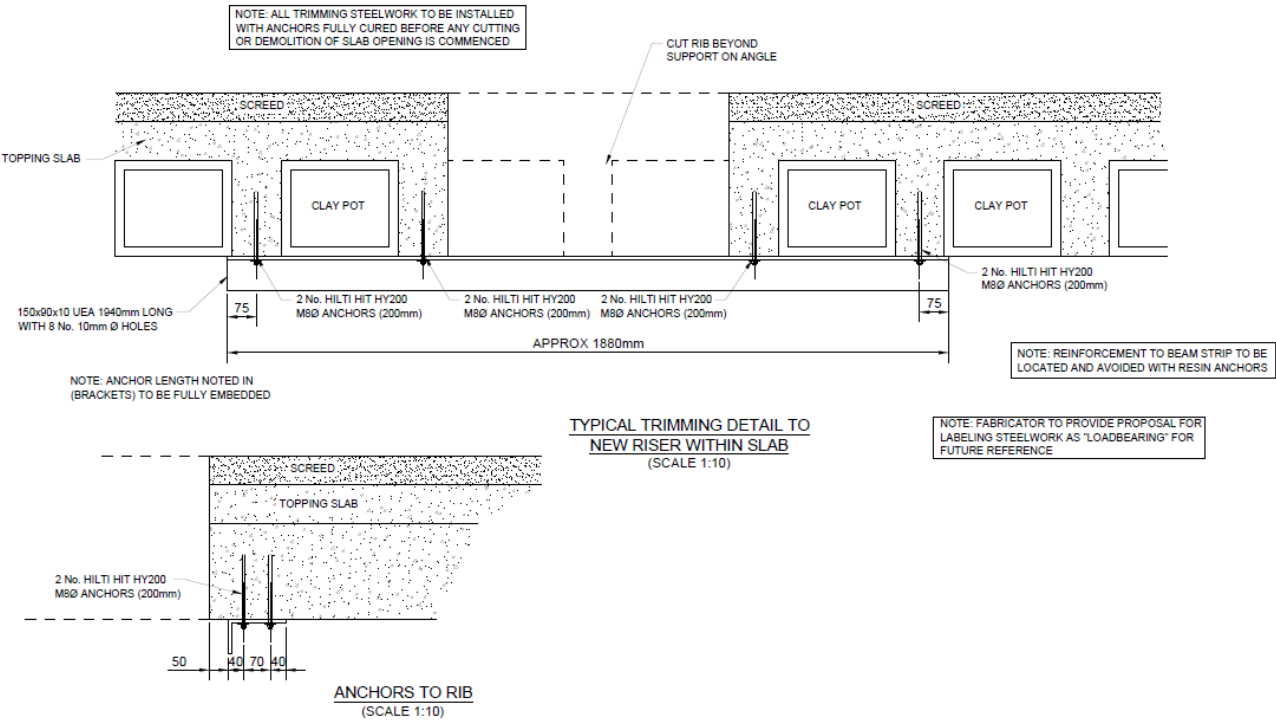 NOTE: ALL TRIMMING STEELWORK TO BE INSTALLED
WITH ANCHORS FULLY CURED BEFORE ANY CUTTING
OR DEMOLITION OF SLAB OPENING IS COMMENCED
CUT RIB BEYOND
SUPPORT ON ANGLE
SCREED
SCREED
TOPPING SLAB
CLAY POT
CLAY POT
CLAY POT
2 No. HILTI HIT HY200
M8Ø ANCHORS (200mm)
2 No. HILTI HIT HY200
M8Ø ANCHORS (200mm)
2 No. HILTI HIT HY200
M8Ø ANCHORS (200mm)
2 No. HILTI HIT HY200
M8Ø ANCHORS (200mm)
150x90x10 UEA 1940mm LONG
WITH 8 No. 10mm Ø HOLES
75
75
APPROX 1880mm
NOTE: REINFORCEMENT TO BEAM STRIP TO BE
LOCATED AND AVOIDED WITH RESIN ANCHORS
NOTE: ANCHOR LENGTH NOTED IN
(BRACKETS) TO BE FULLY EMBEDDED
TYPICAL TRIMMING DETAIL TO
NEW RISER WITHIN SLAB
(SCALE 1:10)
NOTE: FABRICATOR TO PROVIDE PROPOSAL FOR
LABELING STEELWORK AS "LOADBEARING" FOR
FUTURE REFERENCE
SCREED
TOPPING SLAB
2 No. HILTI HIT HY200
M8Ø ANCHORS (200mm)
50
40
70
40
ANCHORS TO RIB
(SCALE 1:10)